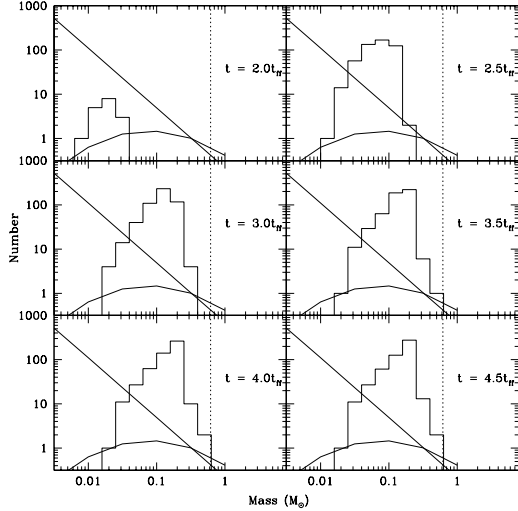 1000
100
10
1
t = 2.0t_ff
t = 2.5t_ff
1000
100
10
1
Number
t = 3.0t_ff
t = 3.5t_ff
1000
100
10
1
t = 4.0t_ff
t = 4.5t_ff
0.01 0.1 1 0.01 0.1 1
Mass (M☉)